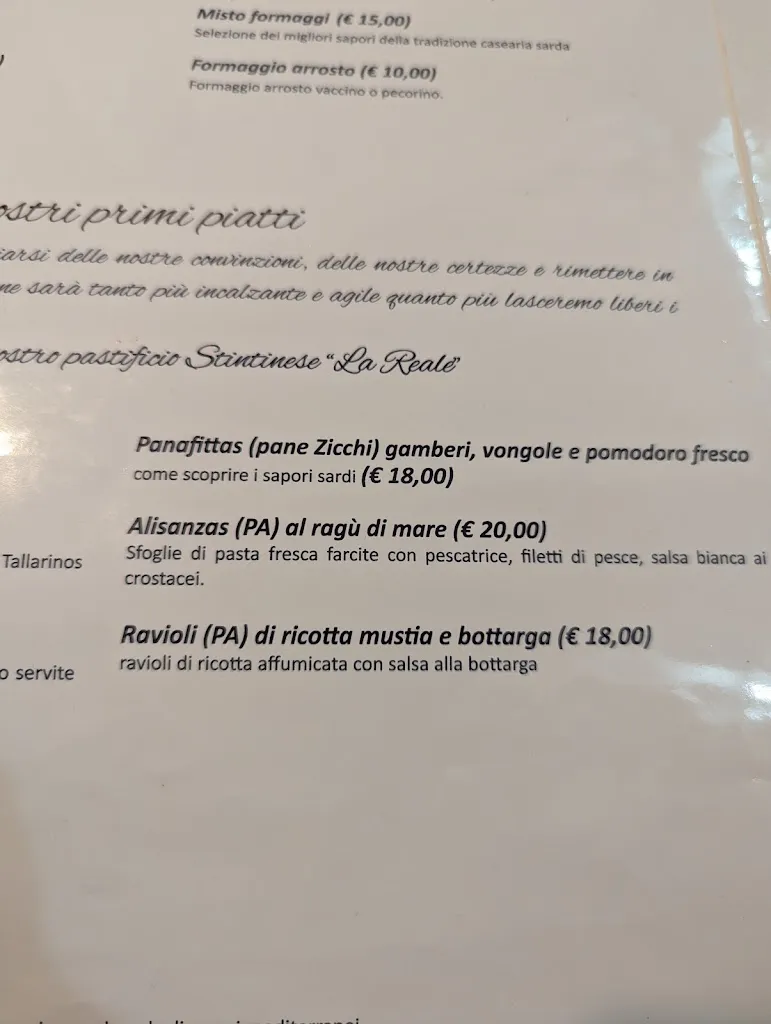 Misto formaggi (€ 15,00)
Selezione dei migliori sapori della tradizione casearia sarda
Formaggio arrosto (€ 10,00)
Formaggio arrosto vaccino o pecorino.
ostri primi piatti
iarsi delle nostre convinzioni, delle nostre certezze e rimettere in
ne sarà tanto più incalzante e agile quanto più lasceremo liberi i
ostro pastificio Stintinese “La Reale”
Panafittas (pane Zicchi) gamberi, vongole e pomodoro fresco
come scoprire i sapori sardi (€ 18,00)
Alisanzas (PA) al ragù di mare (€ 20,00)
Tallarinos
Sfoglie di pasta fresca farcite con pescatrice, filetti di pesce, salsa bianca ai
crostacei.
Ravioli (PA) di ricotta mustia e bottarga (€ 18,00)
o servite
ravioli di ricotta affumicata con salsa alla bottarga